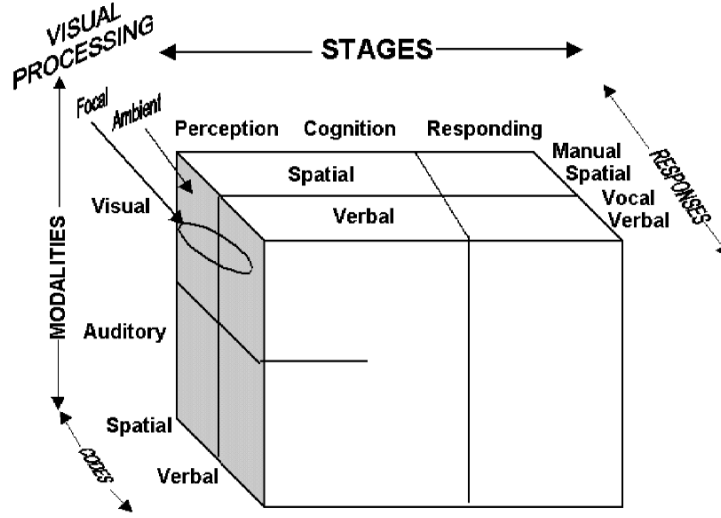 VISUAL
PROCESSING
STAGES
Focal
Ambient
Perception Cognition Responding
Manual
Spatial
Vocal
Verbal
RESPONSES
Spatial
Visual
Verbal
MODALITIES
Auditory
Spatial
Verbal
CODES